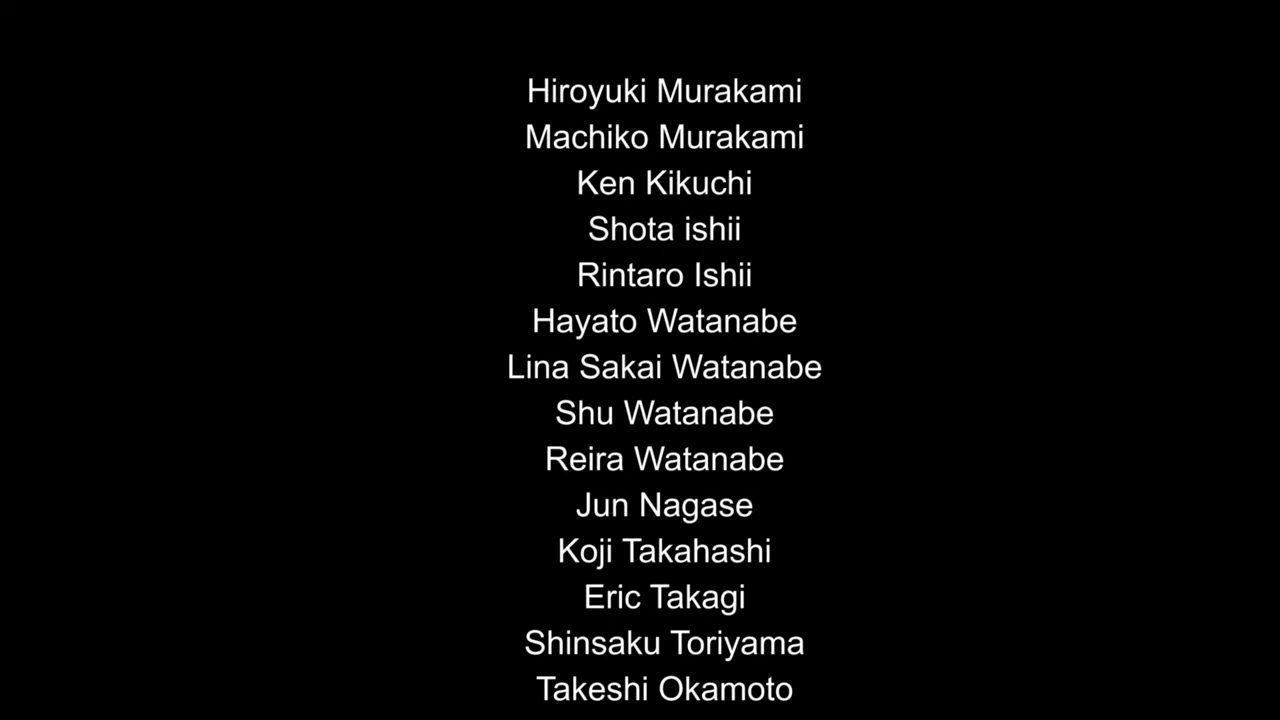 Hiroyuki Murakami
Machiko Murakami
Ken Kikuchi
Shota ishii
Rintaro Ishii
Hayato Watanabe
Lina Sakai Watanabe
Shu Watanabe
Reira Watanabe
Jun Nagase
Koji Takahashi
Eric Takagi
Shinsaku Toriyama
Takeshi Okamoto